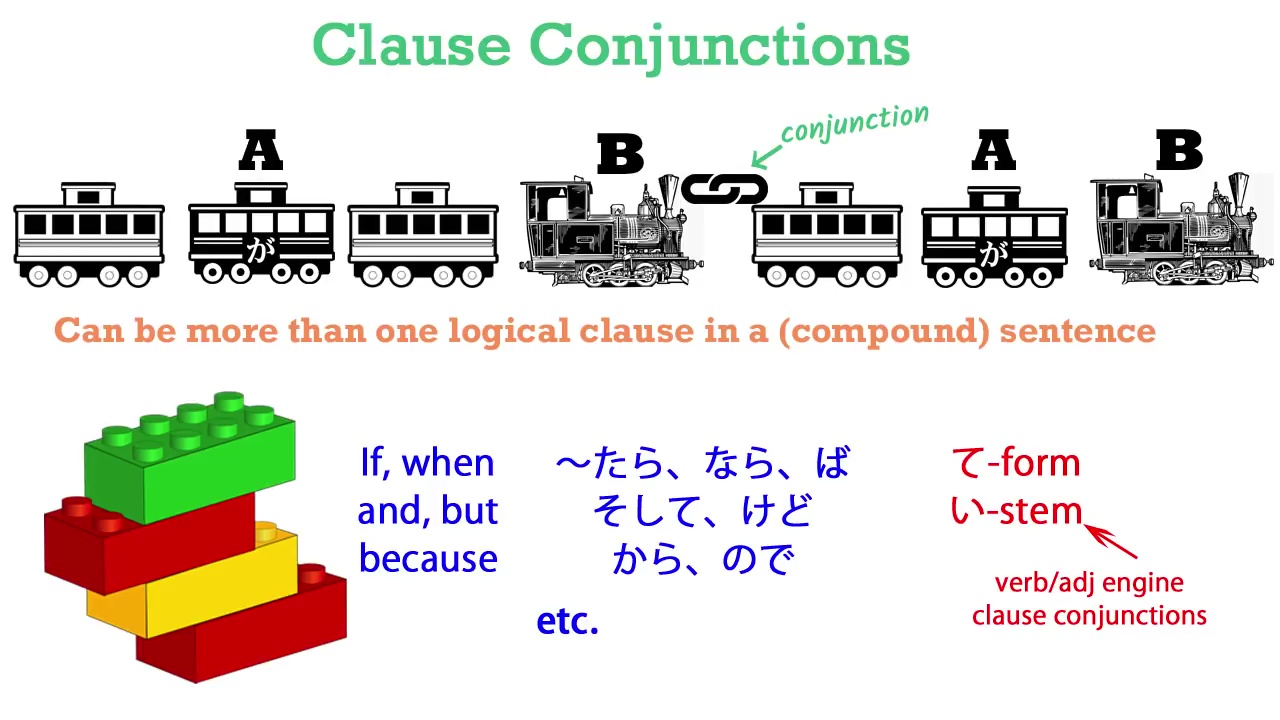 Clause Conjunctions
conjunction
A B A B
が が
Can be more than one logical clause in a (compound) sentence
If, when ～たら、なら、ば て-form
and, but そして、けど い-stem
because から、ので
verb/adj engine
clause conjunctions
etc.